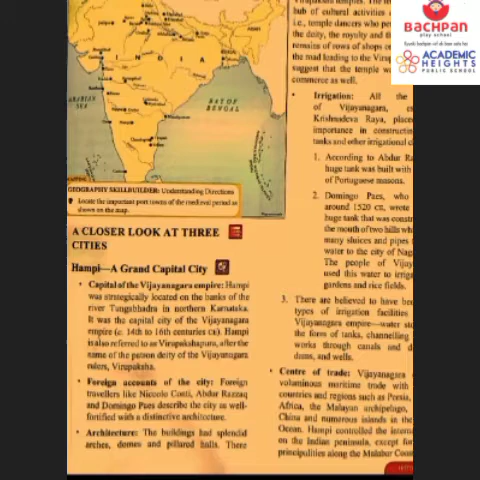 ARABIAN
SEA
BAY OF
BENGAL
I N D I A
GEOGRAPHY SKILLBUILDER: Understanding Directions
Locate the important port towns of the medieval period as
shown on the map.
A CLOSER LOOK AT THREE
CITIES
Hampi—A Grand Capital City
• Capital of the Vijayanagara empire: Hampi
was strategically located on the banks of the
river Tungabhadra in northern Karnataka.
It was the capital city of the Vijayanagara
empire (c. 14th to 16th centuries CE). Hampi
is also referred to as Virupakshapura, after the
name of the patron deity of the Vijayanagara
rulers, Virupaksha.
• Foreign accounts of the city: Foreign
travellers like Niccolo Conti, Abdur Razzaq
and Domingo Paes describe the city as well-
fortified with a distinctive architecture.
• Architecture: The buildings had splendid
arches, domes and pillared halls. There
hub of cultural activities
i.e., temple dancers who per
the deity, the royalty and t
remains of rows of shops o
the road leading to the Virup
suggest that the temple w
commerce as well.
• Irrigation: All the
of Vijayanagara, e
Krishnadeva Raya, place
importance in constructi
tanks and other irrigational c
1. According to Abdur Ra
huge tank was built with
of Portuguese masons.
2. Domingo Paes, who
around 1520 CE, wrote
huge tank that was constr
the mouth of two hills wh
many sluices and pipes
water to the city of Nag
The people of Vijay
used this water to irriga
gardens and rice fields.
3. There are believed to have bee
types of irrigation facilities
Vijayanagara empire—water st
the form of tanks, channelling
works through canals and d
dams, and wells.
• Centre of trade: Vijayanagara
voluminous maritime trade with
countries and regions such as Persia,
Africa, the Malayan archipelago,
China and numerous islands in the
Ocean. Hampi controlled the intern
on the Indian peninsula, except for
principalities along the Malabar Coas
BACHPAN
play school
ACADEMIC
HEIGHTS
PUBLIC SCHOOL